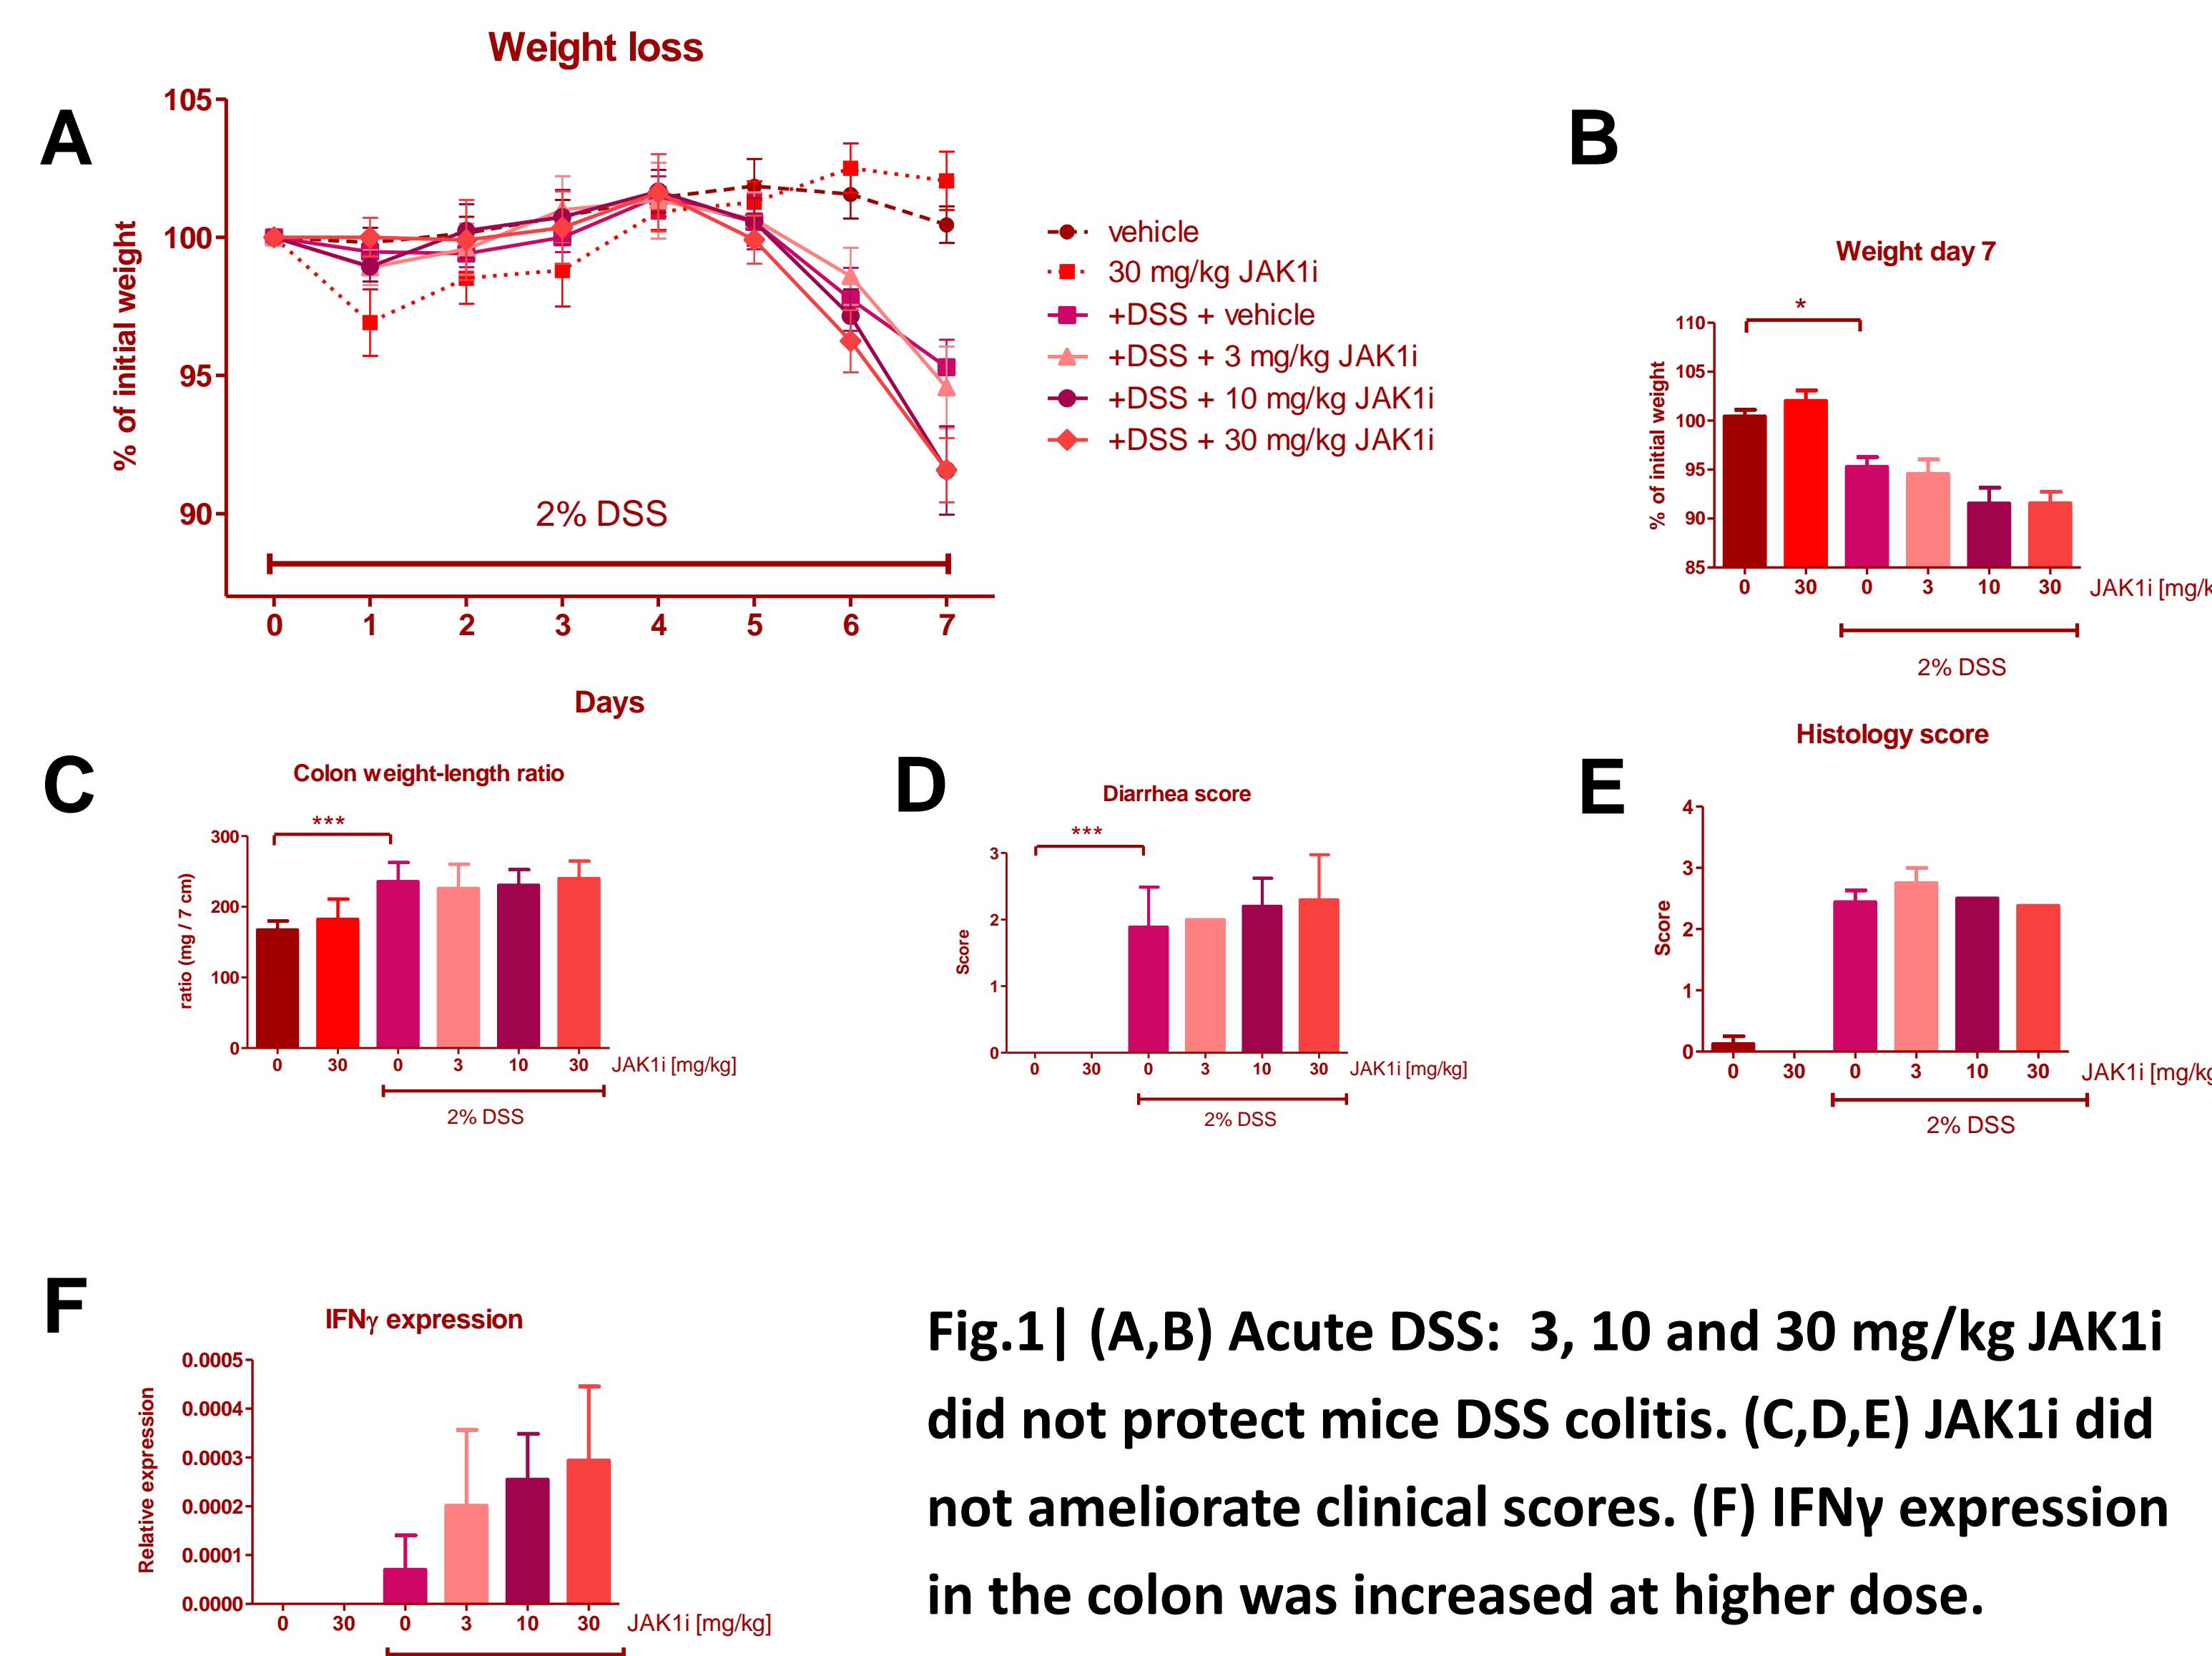 Weight loss
A
105
100
95
90
% of initial weight
2% DSS
0 1 2 3 4 5 6 7
Days
vehicle
30 mg/kg JAK1i
+DSS + vehicle
+DSS + 3 mg/kg JAK1i
+DSS + 10 mg/kg JAK1i
+DSS + 30 mg/kg JAK1i
B
Weight day 7
*
110
105
100
95
90
85
% of initial weight
0 30 0 3 10 30 JAK1i [mg/k
2% DSS
C
Colon weight-length ratio
***
300
200
100
0
ratio (mg / 7 cm)
0 30 0 3 10 30 JAK1i [mg/kg]
2% DSS
D
Diarrhea score
***
3
2
1
0
Score
0 30 0 3 10 30 JAK1i [mg/kg]
2% DSS
E
Histology score
4
3
2
1
0
Score
0 30 0 3 10 30 JAK1i [mg/kg
2% DSS
F
IFNγ expression
0.0005
0.0004
0.0003
0.0002
0.0001
0.0000
Relative expression
0 30 0 3 10 30 JAK1i [mg/kg]
Fig.1| (A,B) Acute DSS: 3, 10 and 30 mg/kg JAK1i
did not protect mice DSS colitis. (C,D,E) JAK1i did
not ameliorate clinical scores. (F) IFNγ expression
in the colon was increased at higher dose.